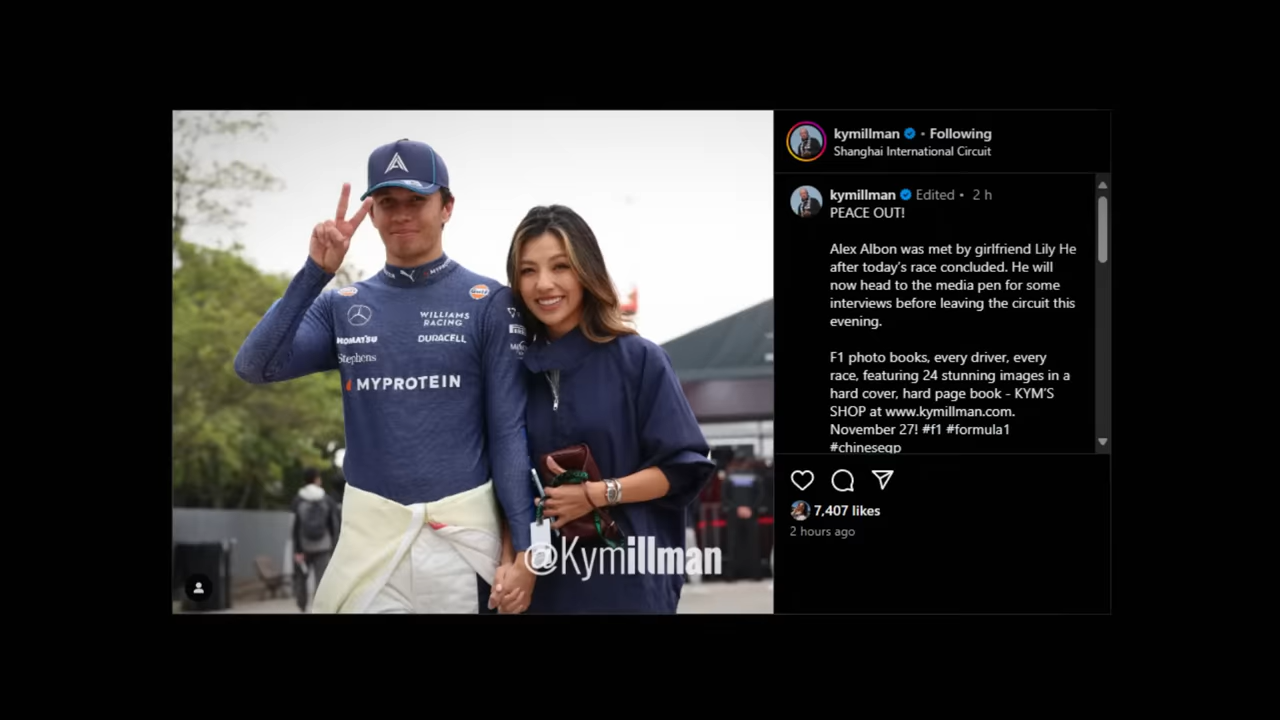 kymillman • Following
Shanghai International Circuit
kymillman Edited • 2 h
PEACE OUT!
Alex Albon was met by girlfriend Lily He
after today's race concluded. He will
now head to the media pen for some
interviews before leaving the circuit this
evening.
F1 photo books, every driver, every
race, featuring 24 stunning images in a
hard cover, hard page book - KYM'S
SHOP at www.kymillman.com.
November 27! #f1 #formula1
#chinesegp
7,407 likes
2 hours ago
Gulf
Gulf
WILLIAMS
RACING
KOMATSU
DURACELL
Stephens
MYPROTEIN
@Kymillman